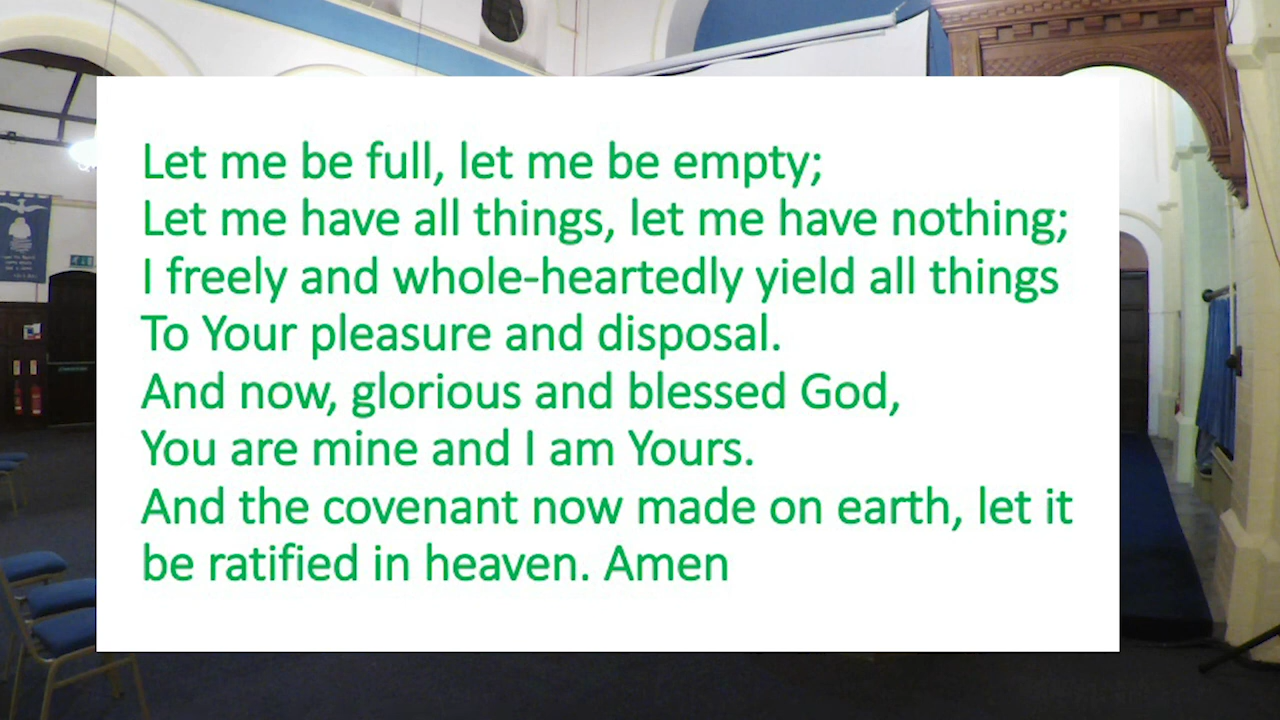 Let me be full, let me be empty;
Let me have all things, let me have nothing;
I freely and whole-heartedly yield all things
To Your pleasure and disposal.
And now, glorious and blessed God,
You are mine and I am Yours.
And the covenant now made on earth, let it
be ratified in heaven. Amen